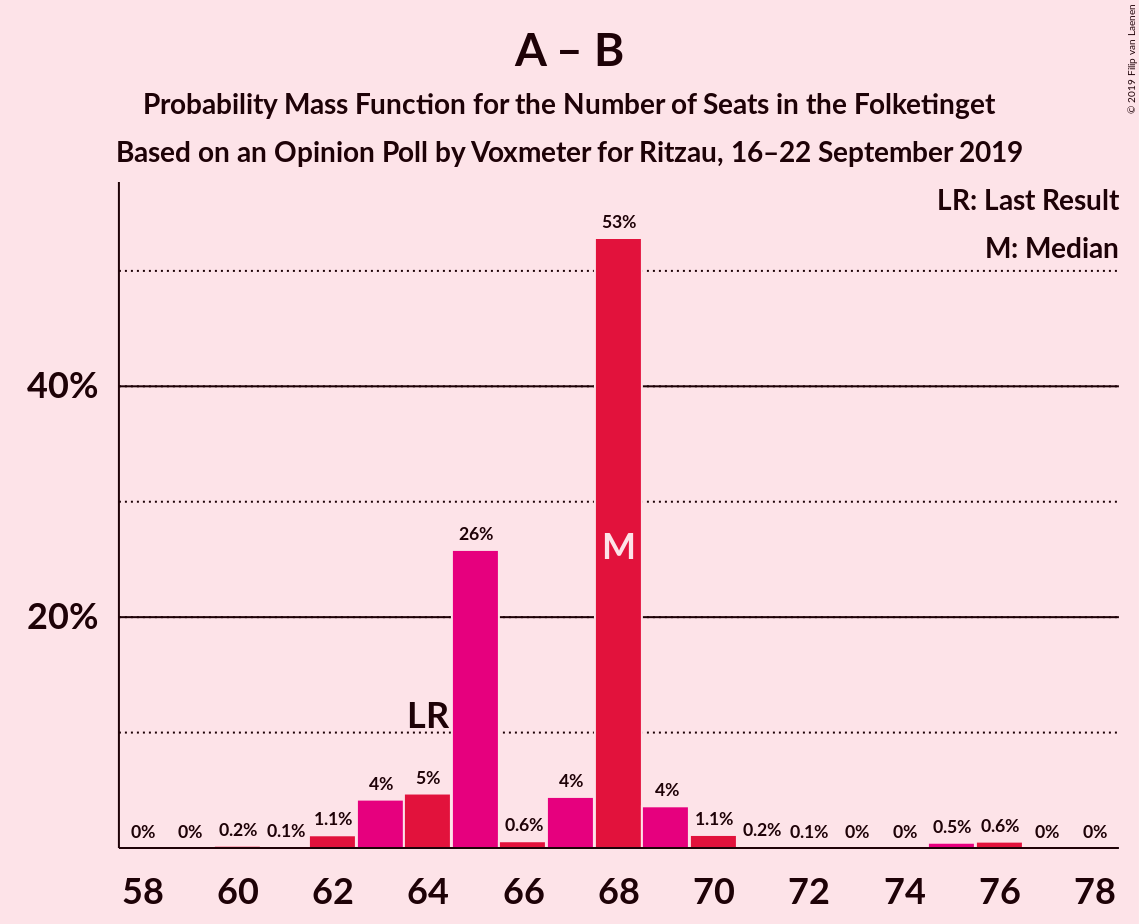 A – B
Probability Mass Function for the Number of Seats in the Folketinget
Based on an Opinion Poll by Voxmeter for Ritzau, 16–22 September 2019
© 2019 Filip van Laenen
LR: Last Result
M: Median
40%
20%
0%
0%
0.2%
0.1%
1.1%
4%
5%
26%
0.6%
4%
53%
4%
1.1%
0.2%
0.1%
0%
0%
0.5%
0.6%
0%
0%
LR
M
58 60 62 64 66 68 70 72 74 76 78